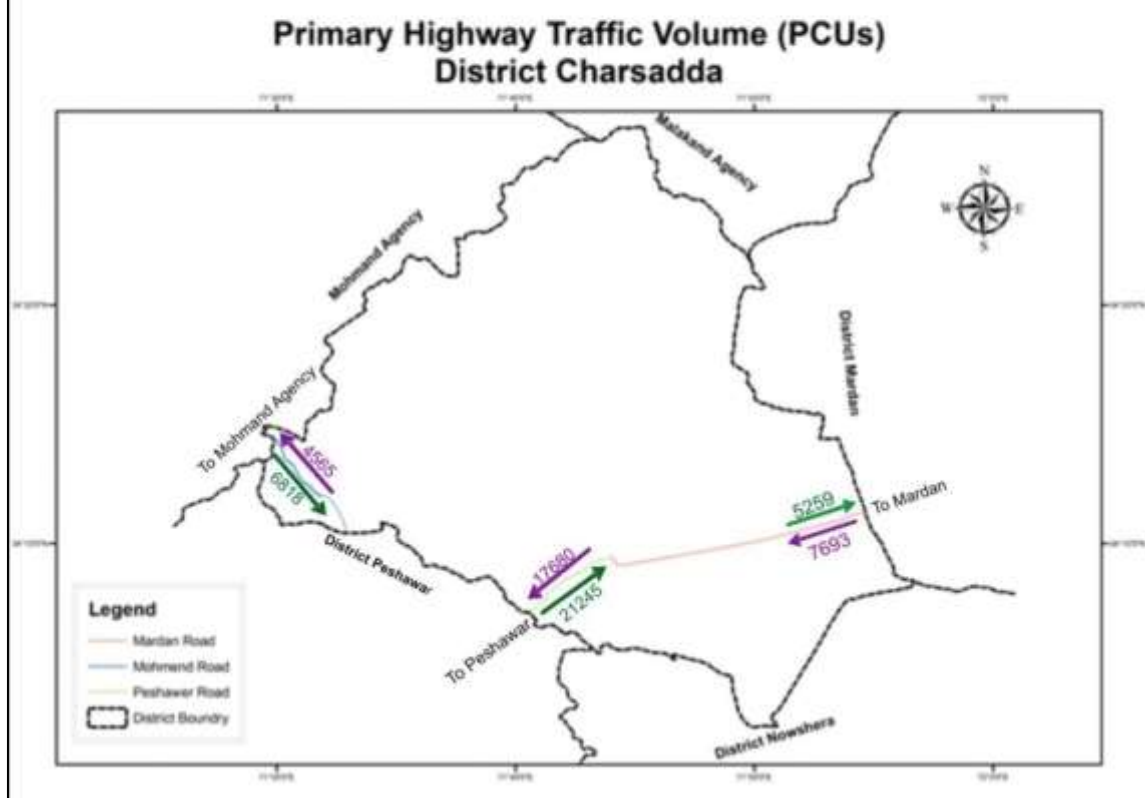 Primary Highway Traffic Volume (PCUs)
District Charsadda
Malakand Agency
N
W
E
S
Mohmand Agency
District Mardan
To Mohmand Agency
4565
6818
5259
To Mardan
7693
District Peshawar
17680
21245
To Peshawar
District Nowshera
Legend
Mardan Road
Mohmend Road
Peshawer Road
District Boundry